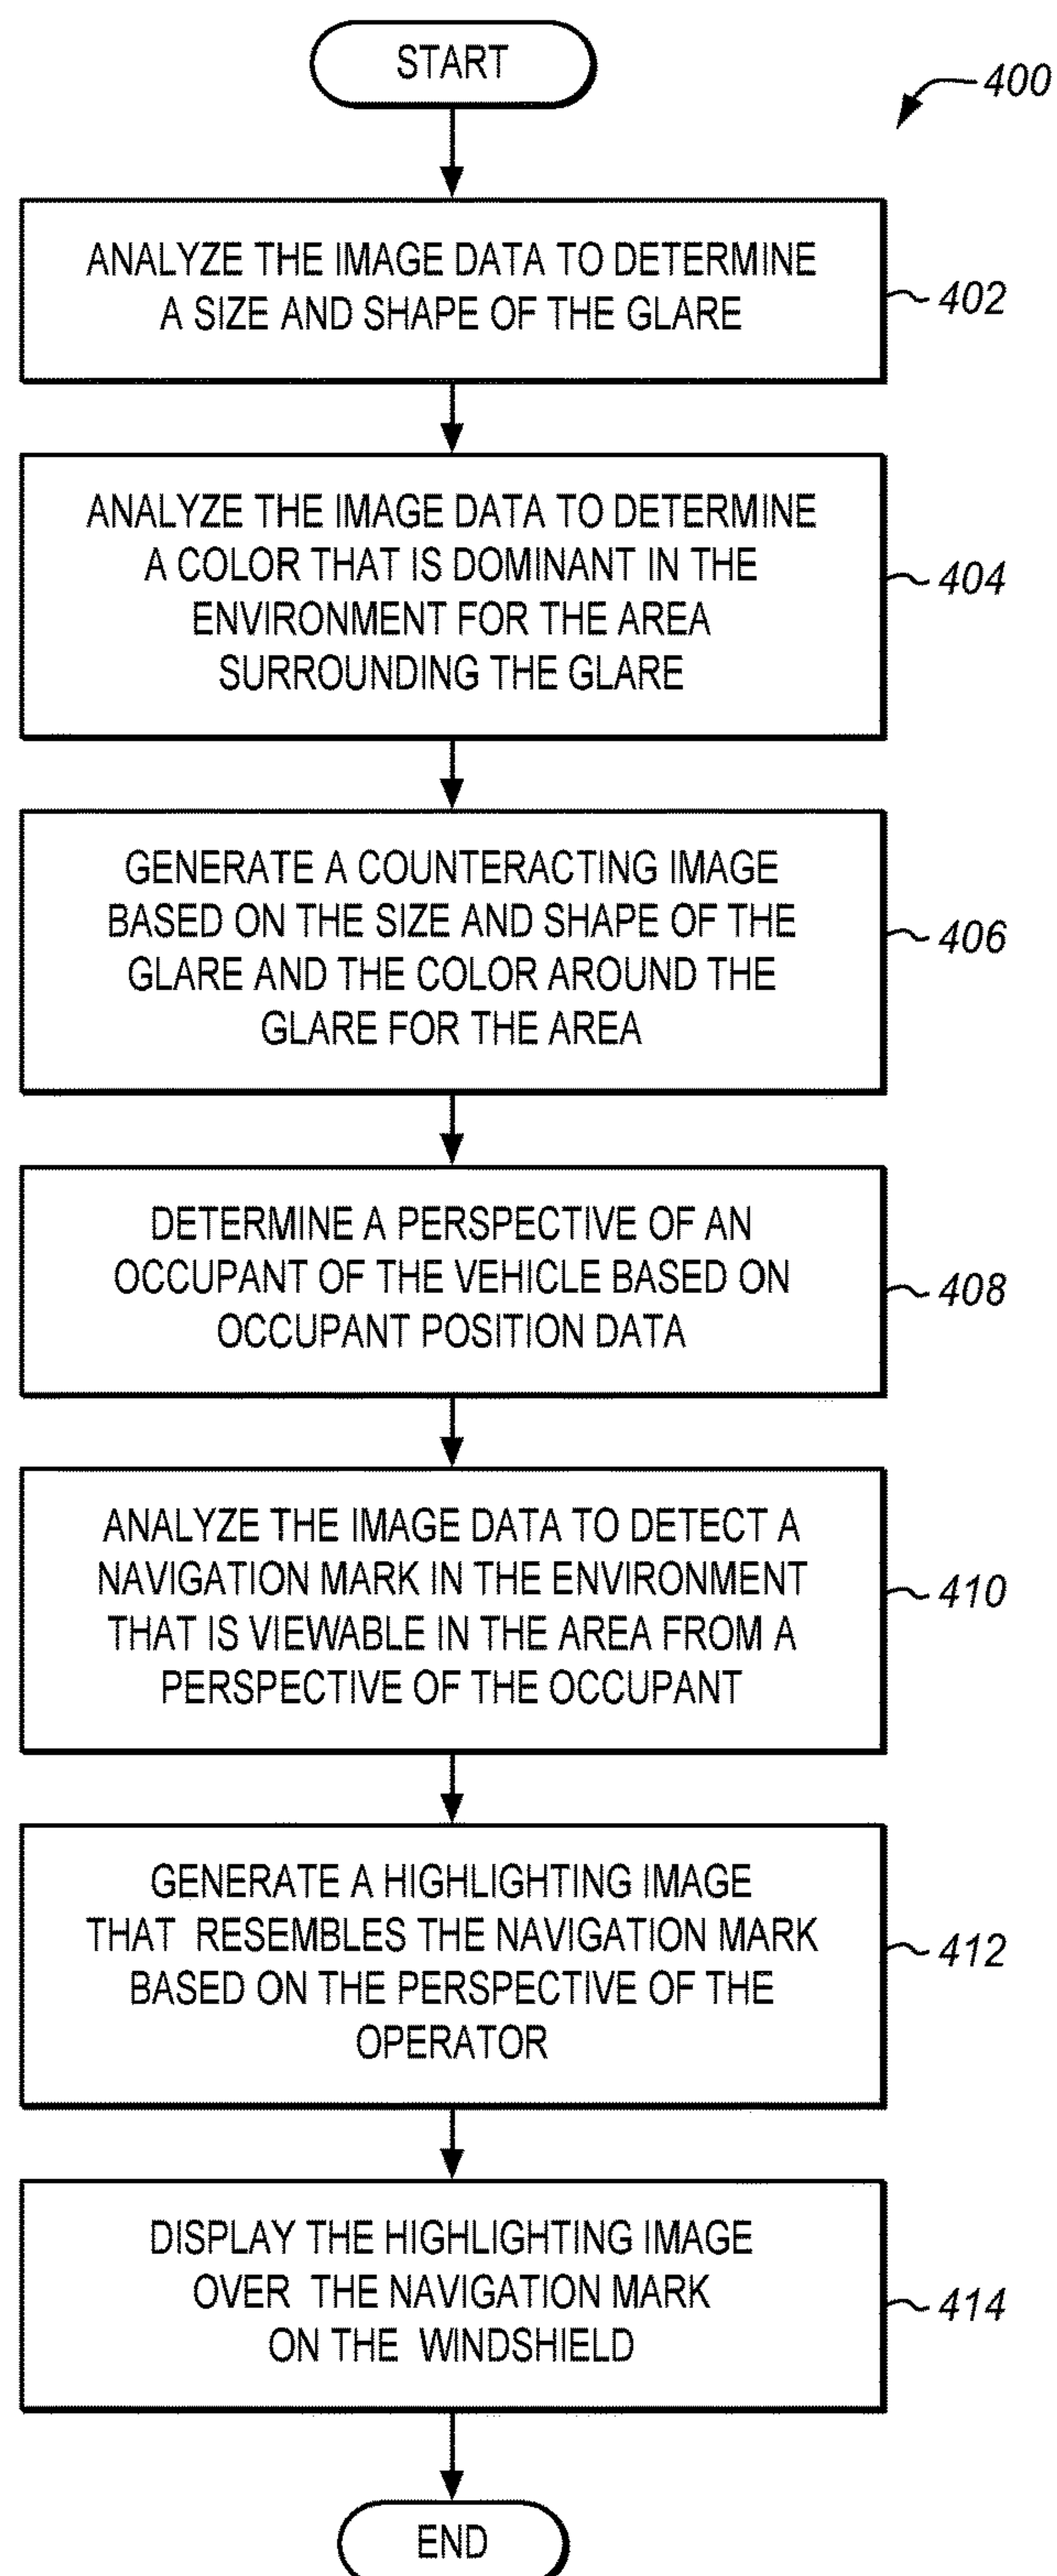 START
400
ANALYZE THE IMAGE DATA TO DETERMINE
A SIZE AND SHAPE OF THE GLARE
402
ANALYZE THE IMAGE DATA TO DETERMINE
A COLOR THAT IS DOMINANT IN THE
ENVIRONMENT FOR THE AREA
SURROUNDING THE GLARE
404
GENERATE A COUNTERACTING IMAGE
BASED ON THE SIZE AND SHAPE OF THE
GLARE AND THE COLOR AROUND THE
GLARE FOR THE AREA
406
DETERMINE A PERSPECTIVE OF AN
OCCUPANT OF THE VEHICLE BASED ON
OCCUPANT POSITION DATA
408
ANALYZE THE IMAGE DATA TO DETECT A
NAVIGATION MARK IN THE ENVIRONMENT
THAT IS VIEWABLE IN THE AREA FROM A
PERSPECTIVE OF THE OCCUPANT
410
GENERATE A HIGHLIGHTING IMAGE
THAT RESEMBLES THE NAVIGATION MARK
BASED ON THE PERSPECTIVE OF THE
OPERATOR
412
DISPLAY THE HIGHLIGHTING IMAGE
OVER THE NAVIGATION MARK
ON THE WINDSHIELD
414
END